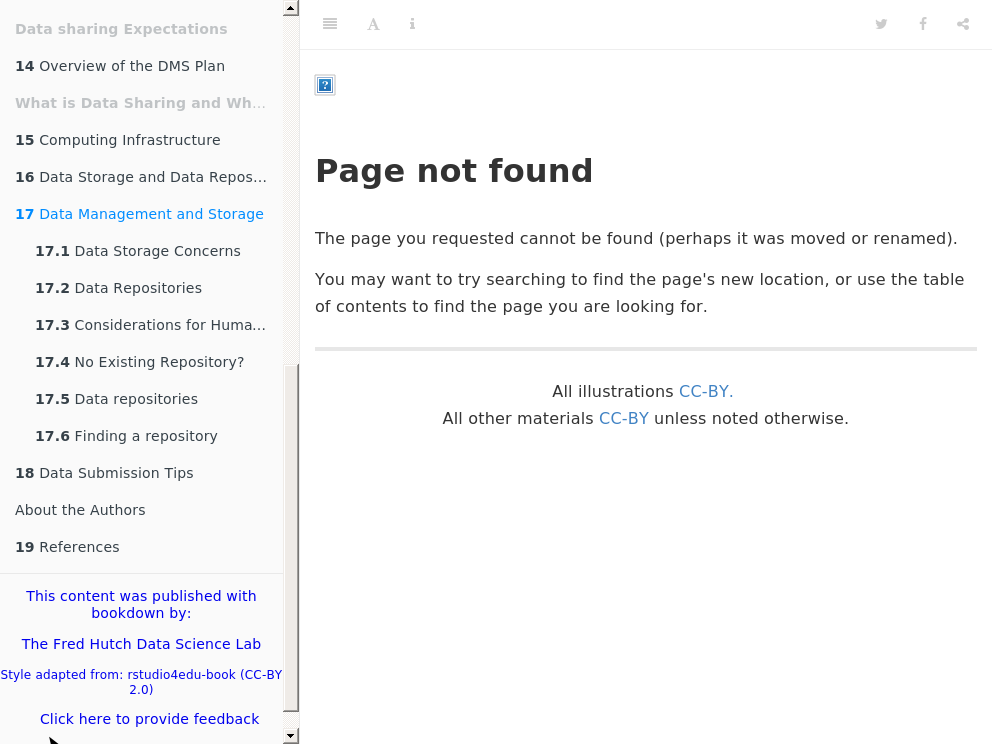 Data sharing Expectations
14 Overview of the DMS Plan
What is Data Sharing and Wh...
15 Computing Infrastructure
16 Data Storage and Data Repos...
17 Data Management and Storage
17.1 Data Storage Concerns
17.2 Data Repositories
17.3 Considerations for Huma...
17.4 No Existing Repository?
17.5 Data repositories
17.6 Finding a repository
18 Data Submission Tips
About the Authors
19 References
This content was published with
bookdown by:
The Fred Hutch Data Science Lab
Style adapted from: rstudio4edu-book (CC-BY
2.0)
Click here to provide feedback
Page not found
The page you requested cannot be found (perhaps it was moved or renamed).
You may want to try searching to find the page's new location, or use the table
of contents to find the page you are looking for.
All illustrations CC-BY.
All other materials CC-BY unless noted otherwise.